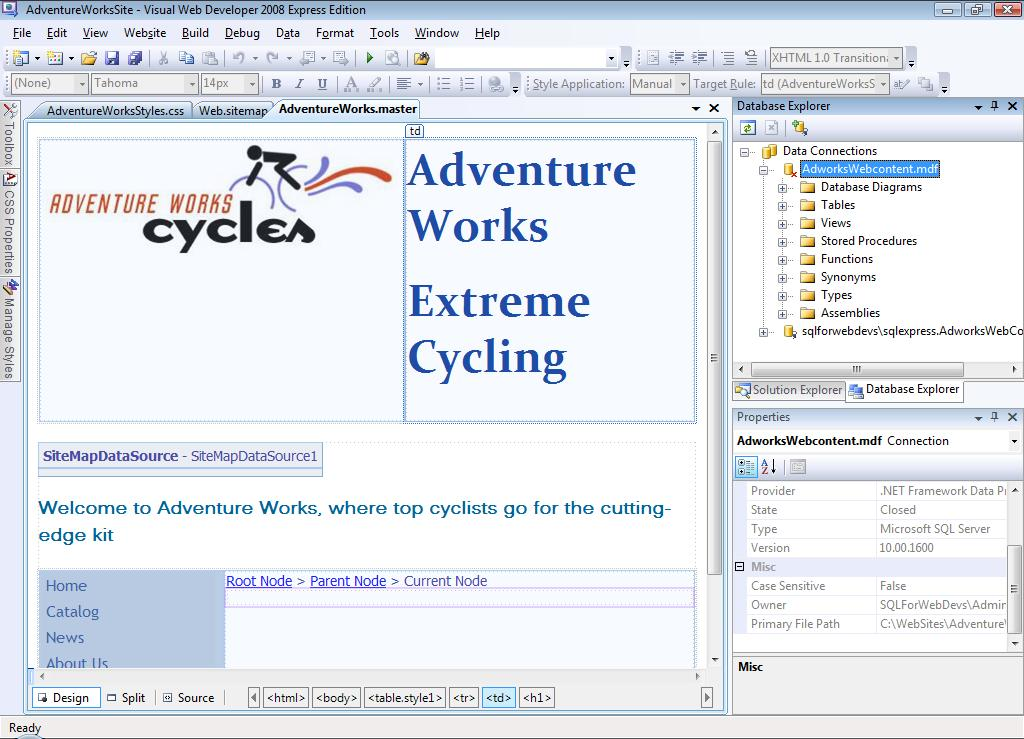 AdventureWorksSite - Visual Web Developer 2008 Express Edition
File Edit View Website Build Debug Data Format Tools Window Help
XHTML 1.0 Transition
(None) Tahoma 14px B I U A Style Application: Manual Target Rule: td (AdventureWorksS
Toolbox
CSS Properties
Manage Styles
AdventureWorksStyles.css Web.sitemap AdventureWorks.master
td
ADVENTURE WORKS
cycles
Adventure
Works
Extreme
Cycling
SiteMapDataSource - SiteMapDataSource1
Welcome to Adventure Works, where top cyclists go for the cutting-
edge kit
Home
Catalog
News
About Us
Root Node > Parent Node > Current Node
Design Split Source <html> <body> <table.style1> <tr> <td> <h1>
Database Explorer
Data Connections
AdworksWebcontent.mdf
Database Diagrams
Tables
Views
Stored Procedures
Functions
Synonyms
Types
Assemblies
sqlforwebdevs\sqlexpress.AdworksWebCo
Solution Explorer Database Explorer
Properties
AdworksWebcontent.mdf Connection
Provider .NET Framework Data Pr
State Closed
Type Microsoft SQL Server
Version 10.00.1600
Misc
Case Sensitive False
Owner SQLForWebDevs\Admin
Primary File Path C:\WebSites\Adventure\
Misc
Ready